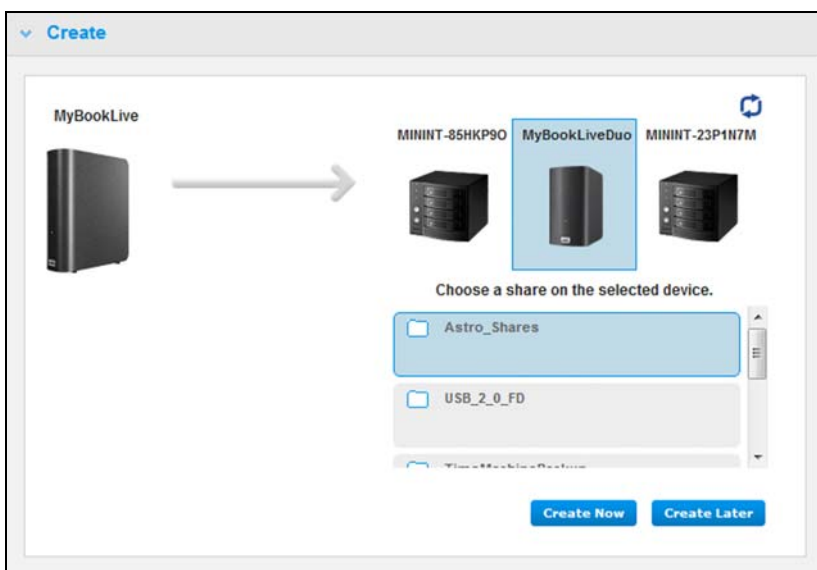 Create
MyBookLive
MININT-85HKP9O MyBookLiveDuo MININT-23P1N7M
Choose a share on the selected device.
Astro_Shares
USB_2_0_FD
TimeMachineBackup
Create Now Create Later